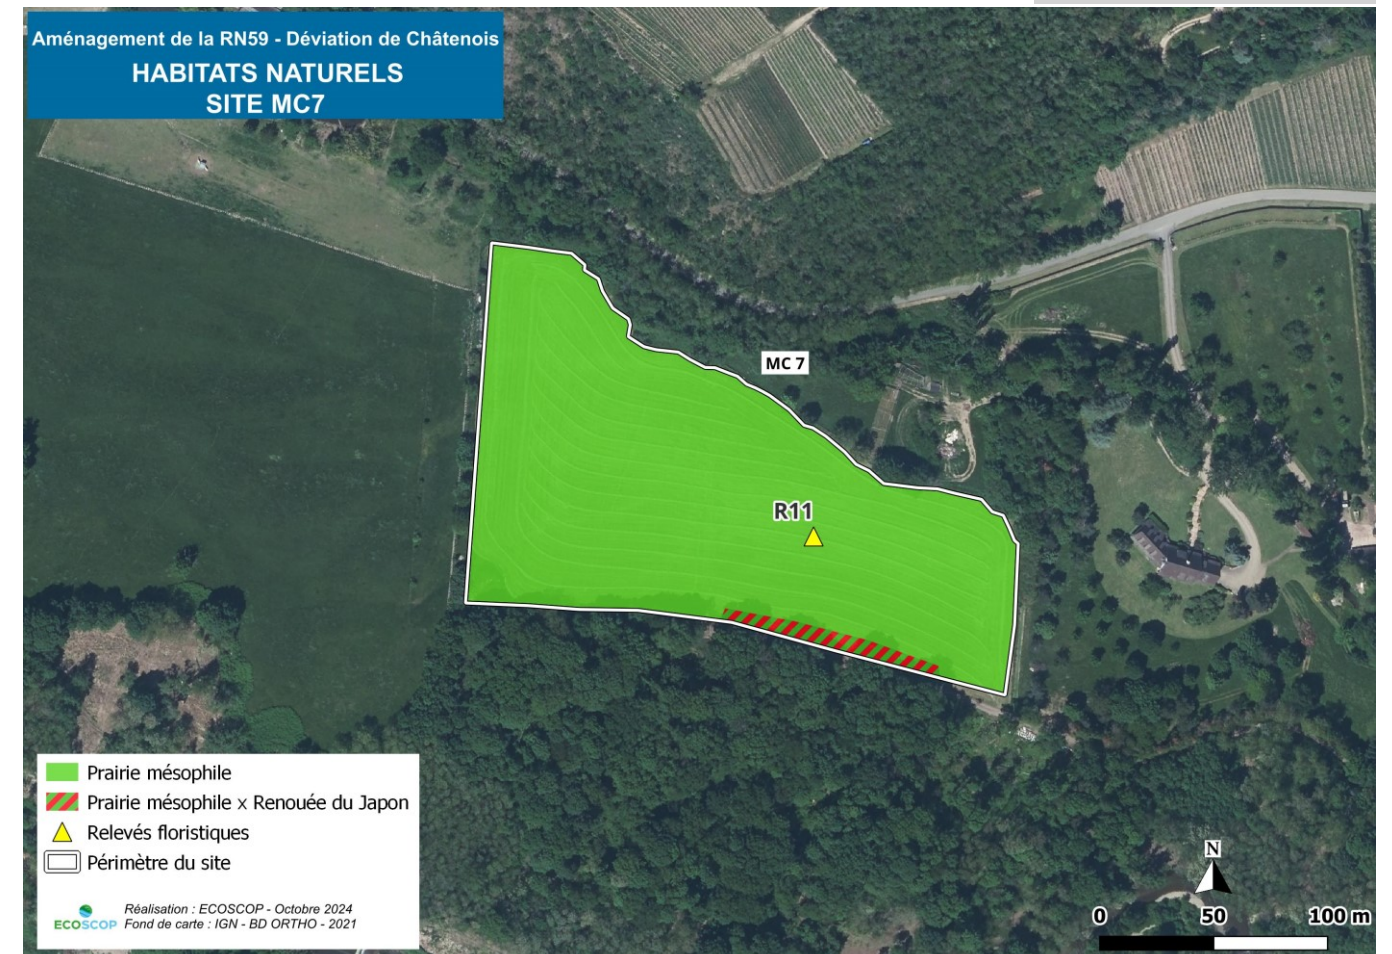 Aménagement de la RN59 - Déviation de Châtenois
HABITATS NATURELS
SITE MC7
MC 7
R11
Prairie mésophile
Prairie mésophile x Renouée du Japon
Relevés floristiques
Périmètre du site
ECOSCOP
Réalisation : ECOSCOP - Octobre 2024
Fond de carte : IGN - BD ORTHO - 2021
N
0 50 100 m